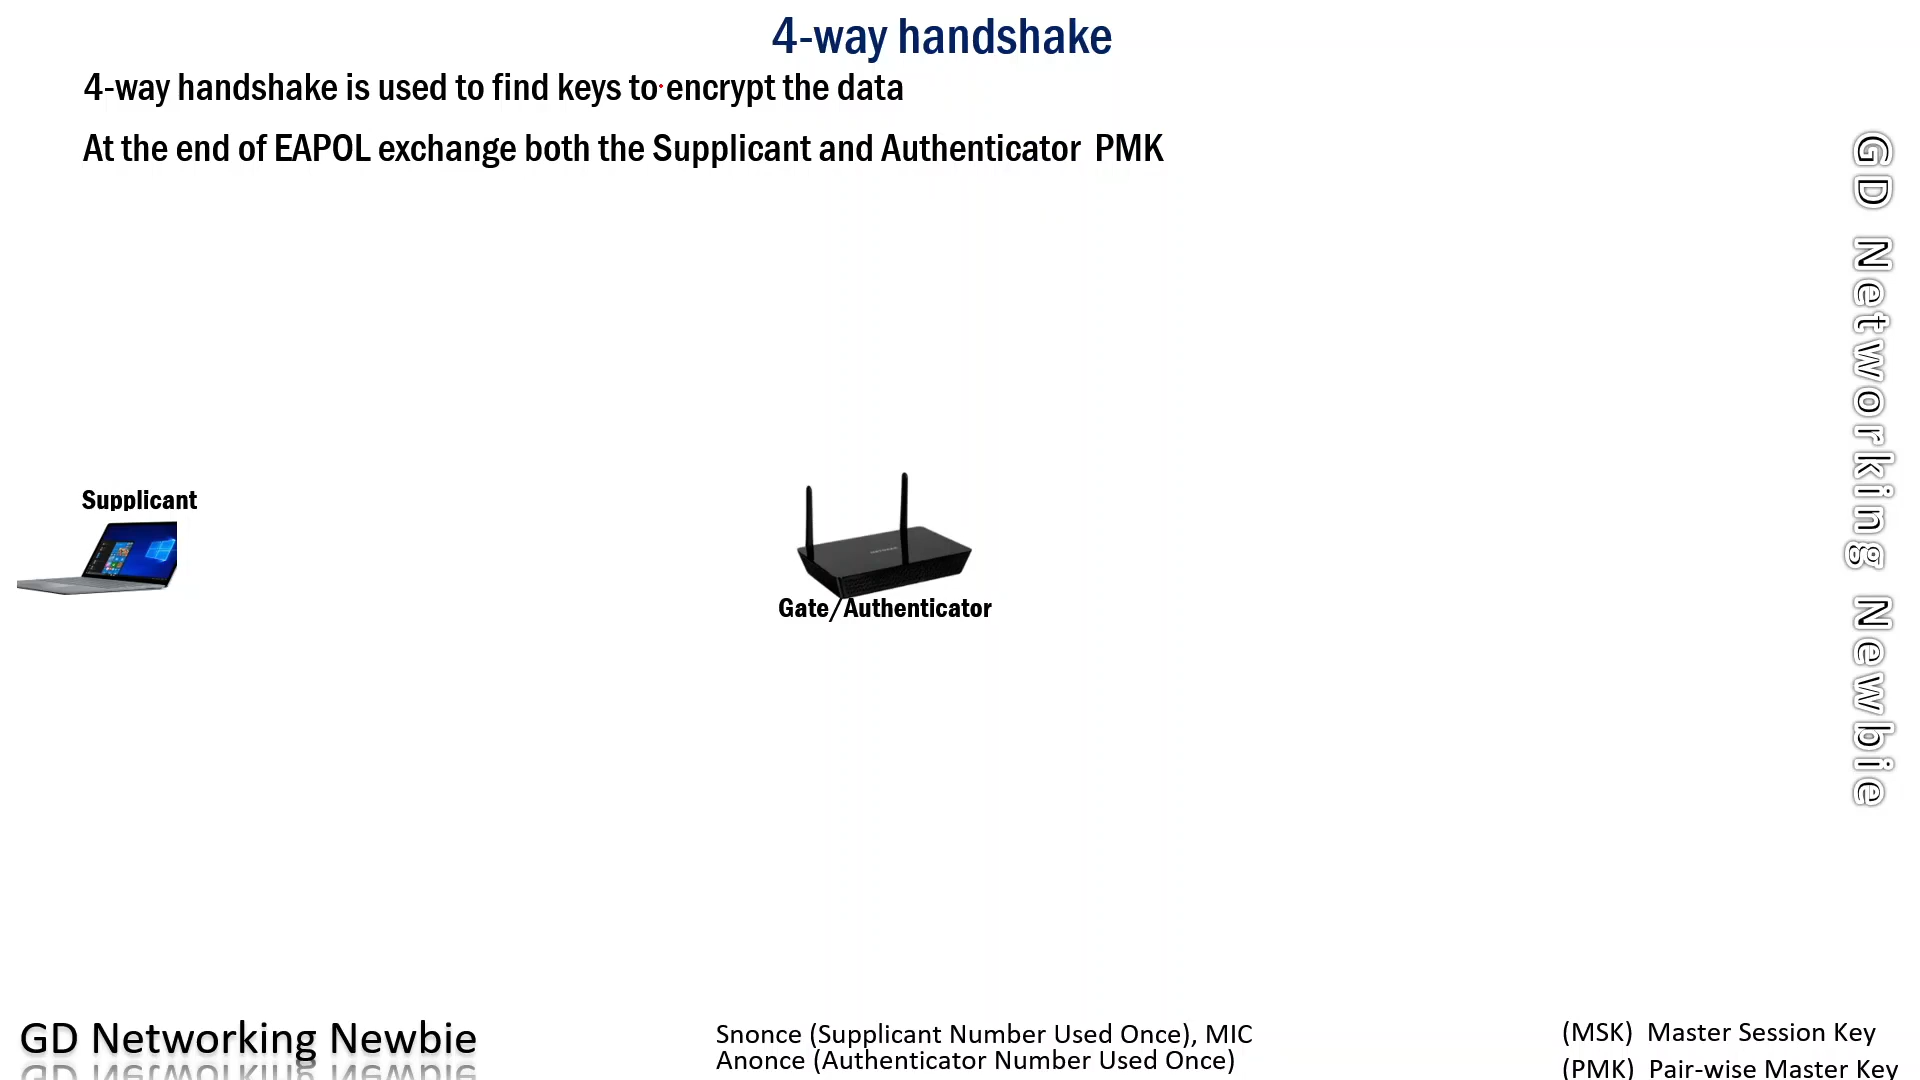 4-way handshake
4-way handshake is used to find keys to encrypt the data
At the end of EAPOL exchange both the Supplicant and Authenticator PMK
GD Networking Newbie
Supplicant
Gate/Authenticator
GD Networking Newbie
Snonce (Supplicant Number Used Once), MIC
Anonce (Authenticator Number Used Once)
(MSK) Master Session Key
(PMK) Pair-wise Master Key